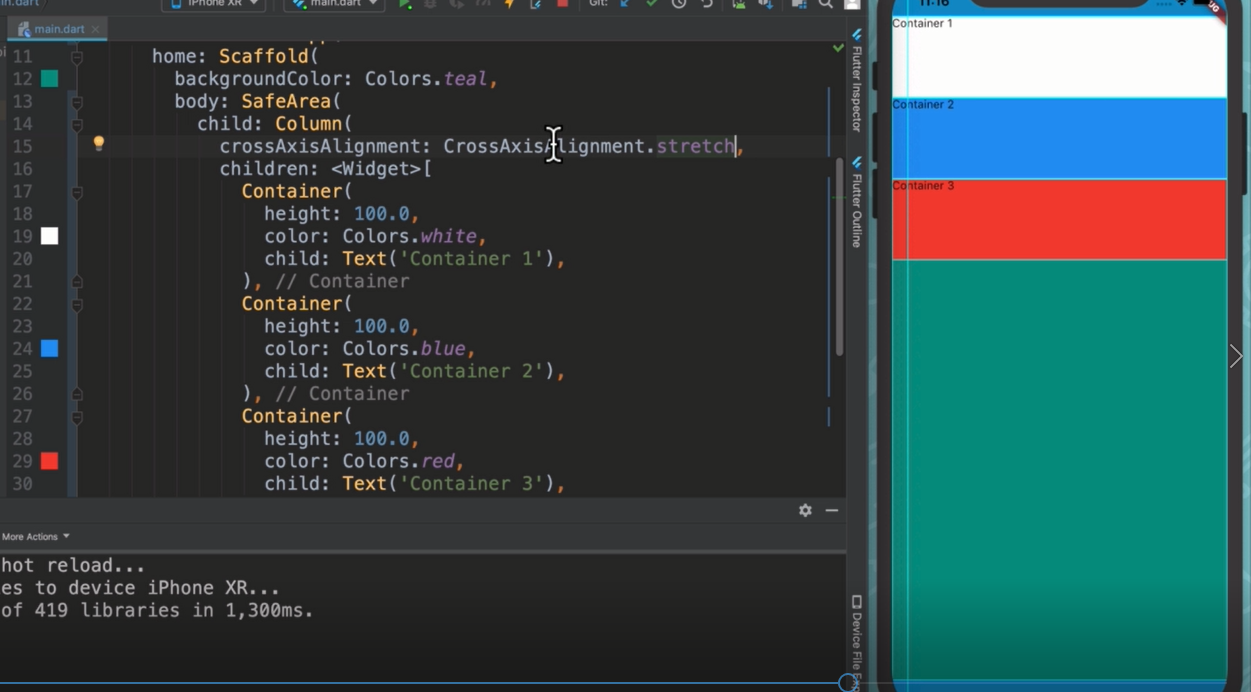 in.dart
iPhone XR
main.dart
Git:
main.dart
11 home: Scaffold(
12 backgroundColor: Colors.teal,
13 body: SafeArea(
14 child: Column(
15 crossAxisAlignment: CrossAxisAlignment.stretch,
16 children: <Widget>[
17 Container(
18 height: 100.0,
19 color: Colors.white,
20 child: Text('Container 1'),
21 ), // Container
22 Container(
23 height: 100.0,
24 color: Colors.blue,
25 child: Text('Container 2'),
26 ), // Container
27 Container(
28 height: 100.0,
29 color: Colors.red,
30 child: Text('Container 3'),
More Actions
hot reload...
es to device iPhone XR...
of 419 libraries in 1,300ms.
Flutter Inspector
Flutter Outline
Device File
11:16
Container 1
Container 2
Container 3